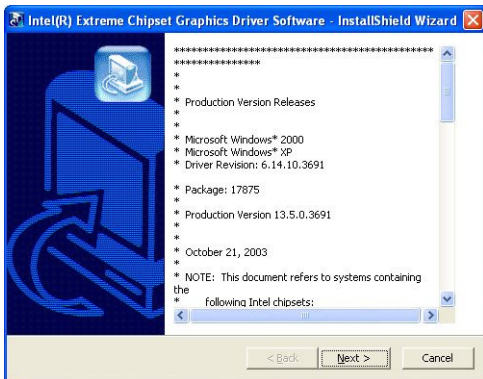 Intel(R) Extreme Chipset Graphics Driver Software - InstallShield Wizard
*********************************************
***************
*
*
* Production Version Releases
*
*
* Microsoft Windows* 2000
* Microsoft Windows* XP
* Driver Revision: 6.14.10.3691
*
* Package: 17875
*
* Production Version 13.5.0.3691
*
*
* October 21, 2003
*
* NOTE: This document refers to systems containing
the
* following Intel chipsets:
< Back
Next >
Cancel